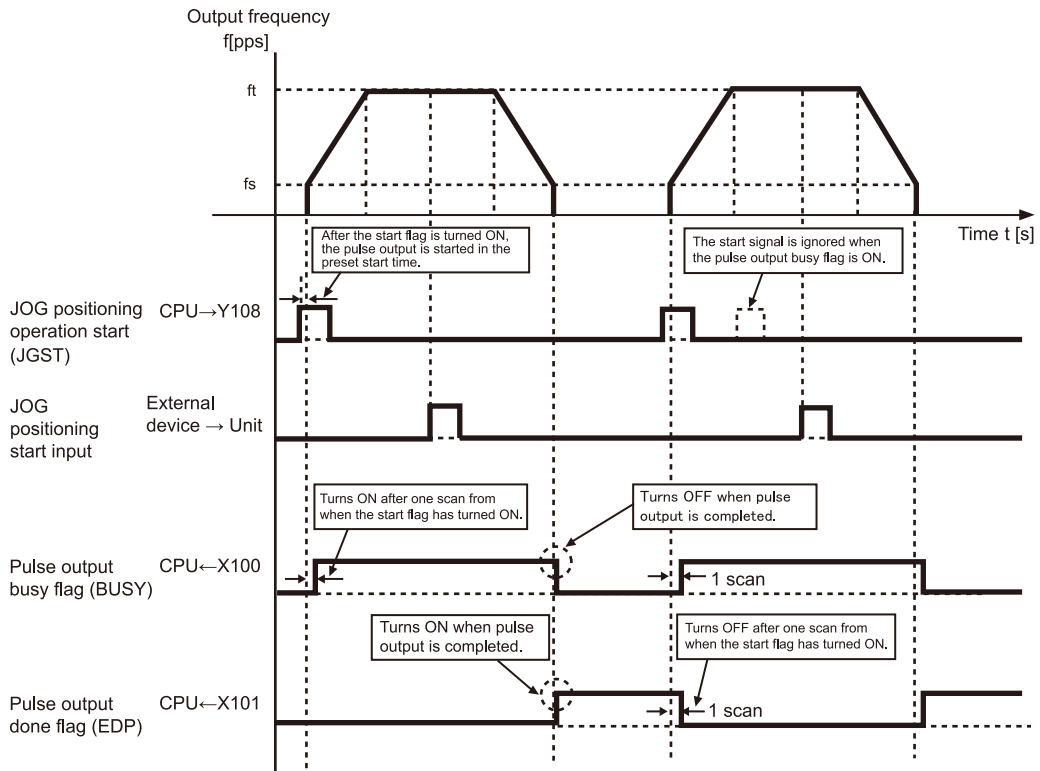 Output frequency
f[pps]
ft
fs
Time t [s]
After the start flag is turned ON,
the pulse output is started in the
preset start time.
The start signal is ignored when
the pulse output busy flag is ON.
JOG positioning
operation start
(JGST)
CPU→Y108
JOG
positioning
start input
External
device → Unit
Turns ON after one scan from
when the start flag has turned ON.
Turns OFF when pulse
output is completed.
Pulse output
busy flag (BUSY)
CPU←X100
1 scan
Turns ON when pulse
output is completed.
Turns OFF after one scan from
when the start flag has turned ON.
Pulse output
done flag (EDP)
CPU←X101
1 scan